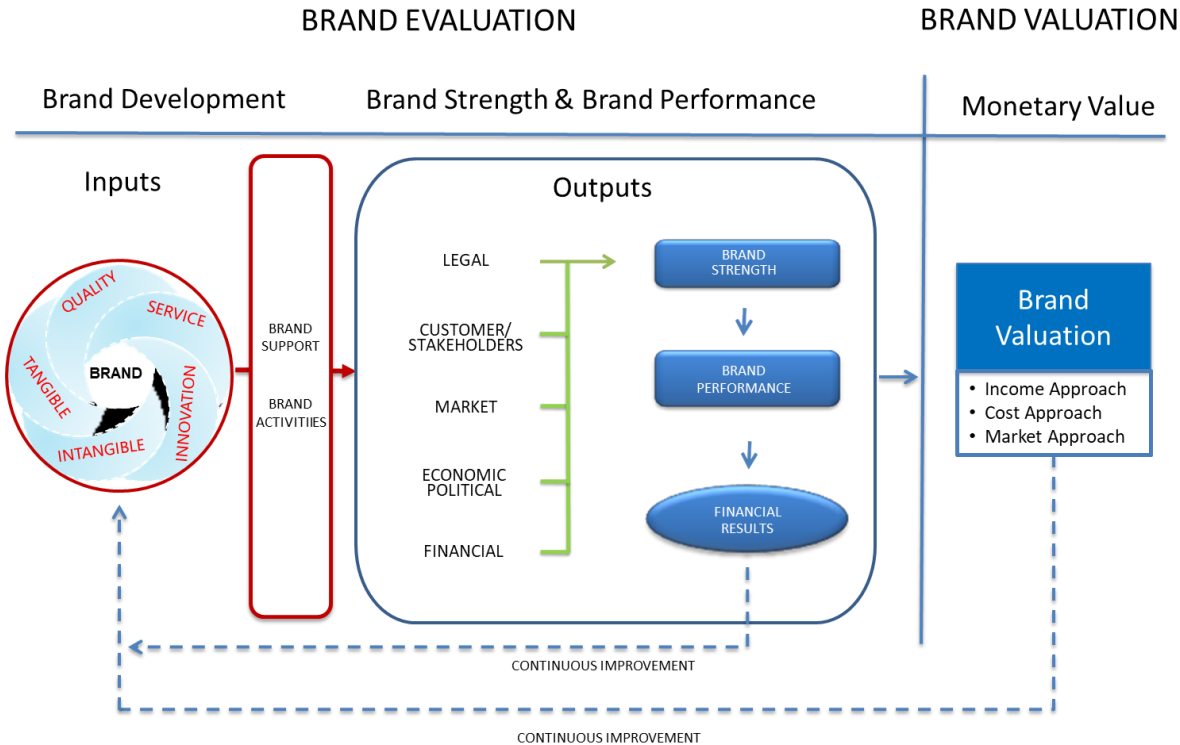 BRAND EVALUATION
BRAND VALUATION
Brand Development
Brand Strength & Brand Performance
Monetary Value
Inputs
QUALITY
SERVICE
TANGIBLE
BRAND
INNOVATION
INTANGIBLE
BRAND
SUPPORT
BRAND
ACTIVITIES
Outputs
LEGAL
CUSTOMER/
STAKEHOLDERS
MARKET
ECONOMIC
POLITICAL
FINANCIAL
BRAND
STRENGTH
BRAND
PERFORMANCE
FINANCIAL
RESULTS
Brand
Valuation
• Income Approach
• Cost Approach
• Market Approach
CONTINUOUS IMPROVEMENT
CONTINUOUS IMPROVEMENT